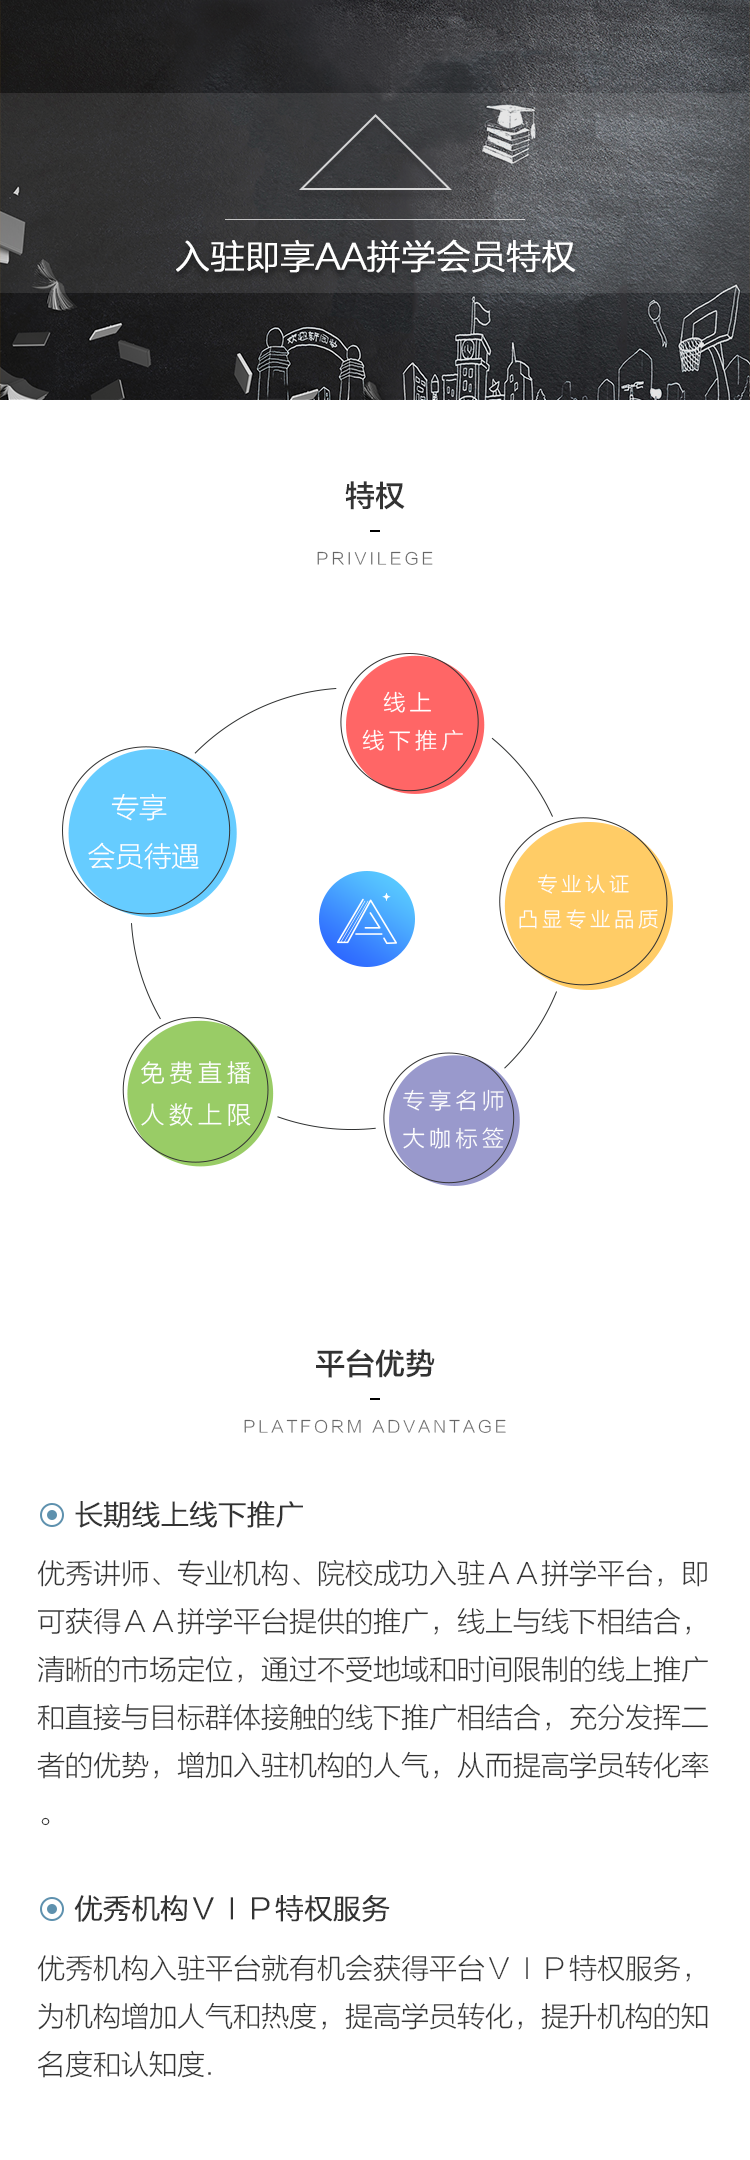 入驻即享AA拼学会员特权
特权
PRIVILEGE
线上
线下推广
专享
会员待遇
专业认证
凸显专业品质
免费直播
人数上限
专享名师
大咖标签
平台优势
PLATFORM ADVANTAGE
长期线上线下推广
优秀讲师、专业机构、院校成功入驻ＡＡ拼学平台，即
可获得ＡＡ拼学平台提供的推广，线上与线下相结合，
清晰的市场定位，通过不受地域和时间限制的线上推广
和直接与目标群体接触的线下推广相结合，充分发挥二
者的优势，增加入驻机构的人气，从而提高学员转化率
。
优秀机构ＶＩＰ特权服务
优秀机构入驻平台就有机会获得平台ＶＩＰ特权服务，
为机构增加人气和热度，提高学员转化，提升机构的知
名度和认知度.